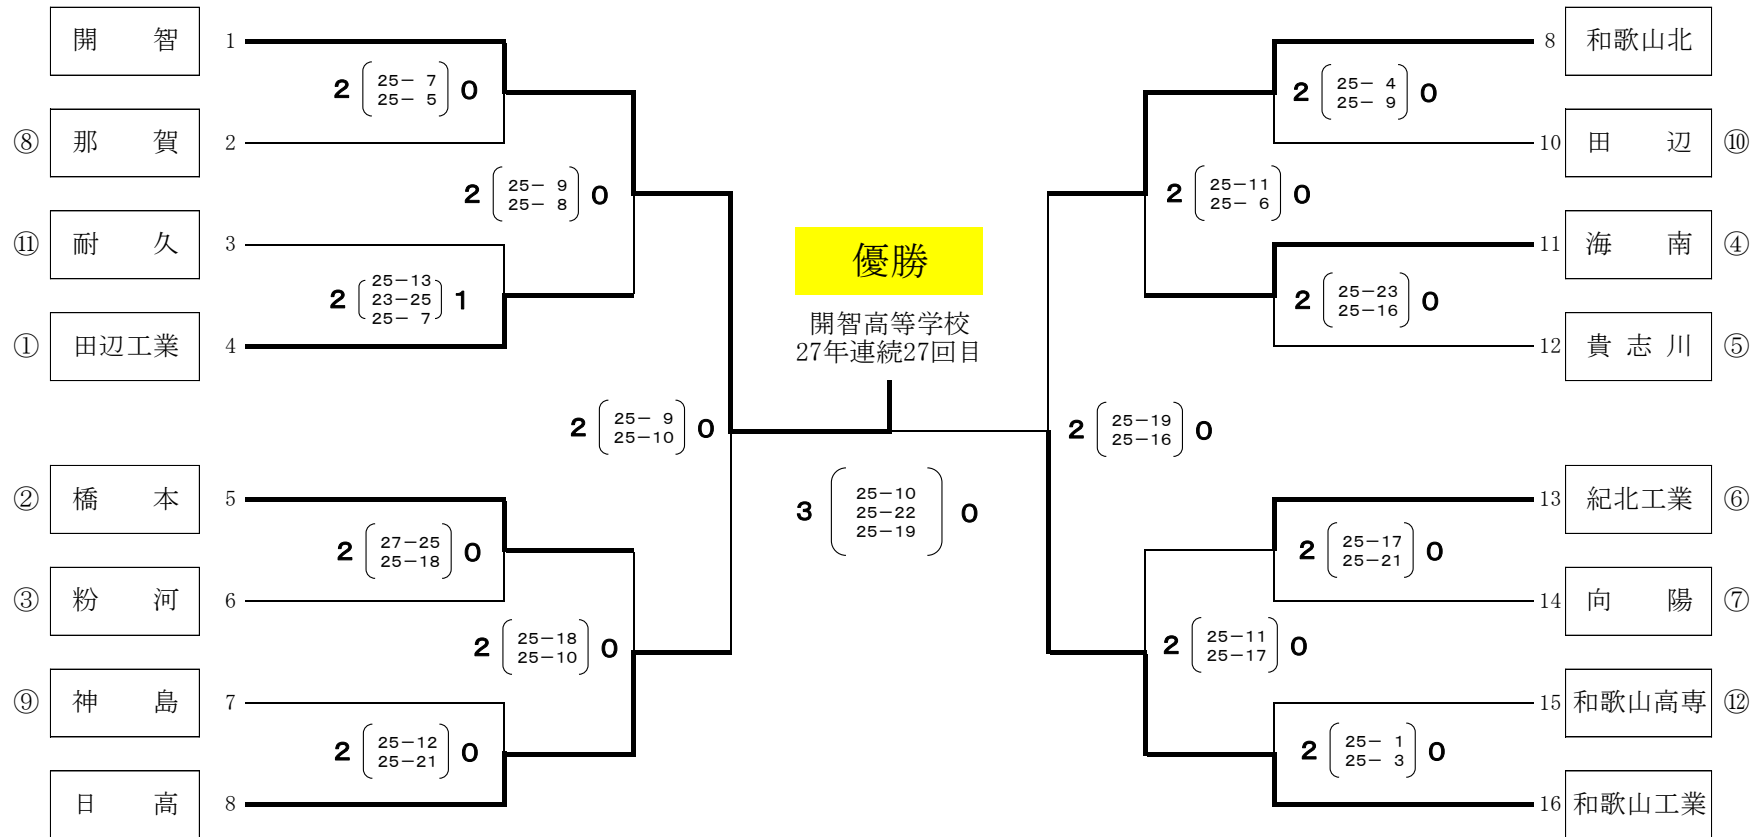 開 智 1
2 25- 7 0
25- 5
⑧ 那 賀 2
2 25- 9 0
25- 8
⑪ 耐 久 3
25-13
2 23-25 1
25- 7
① 田辺工業 4
2 25- 9 0
25-10
② 橋 本 5
2 27-25 0
25-18
③ 粉 河 6
2 25-18 0
25-10
⑨ 神 島 7
2 25-12 0
25-21
日 高 8
優勝
開智高等学校
27年連続27回目
25-10
3 25-22 0
25-19
8 和歌山北
2 25- 4 0
25- 9
10 田 辺 ⑩
2 25-11 0
25- 6
11 海 南 ④
2 25-23 0
25-16
12 貴志川 ⑤
2 25-19 0
25-16
13 紀北工業 ⑥
2 25-17 0
25-21
14 向 陽 ⑦
2 25-11 0
25-17
15 和歌山高専 ⑫
2 25- 1 0
25- 3
16 和歌山工業